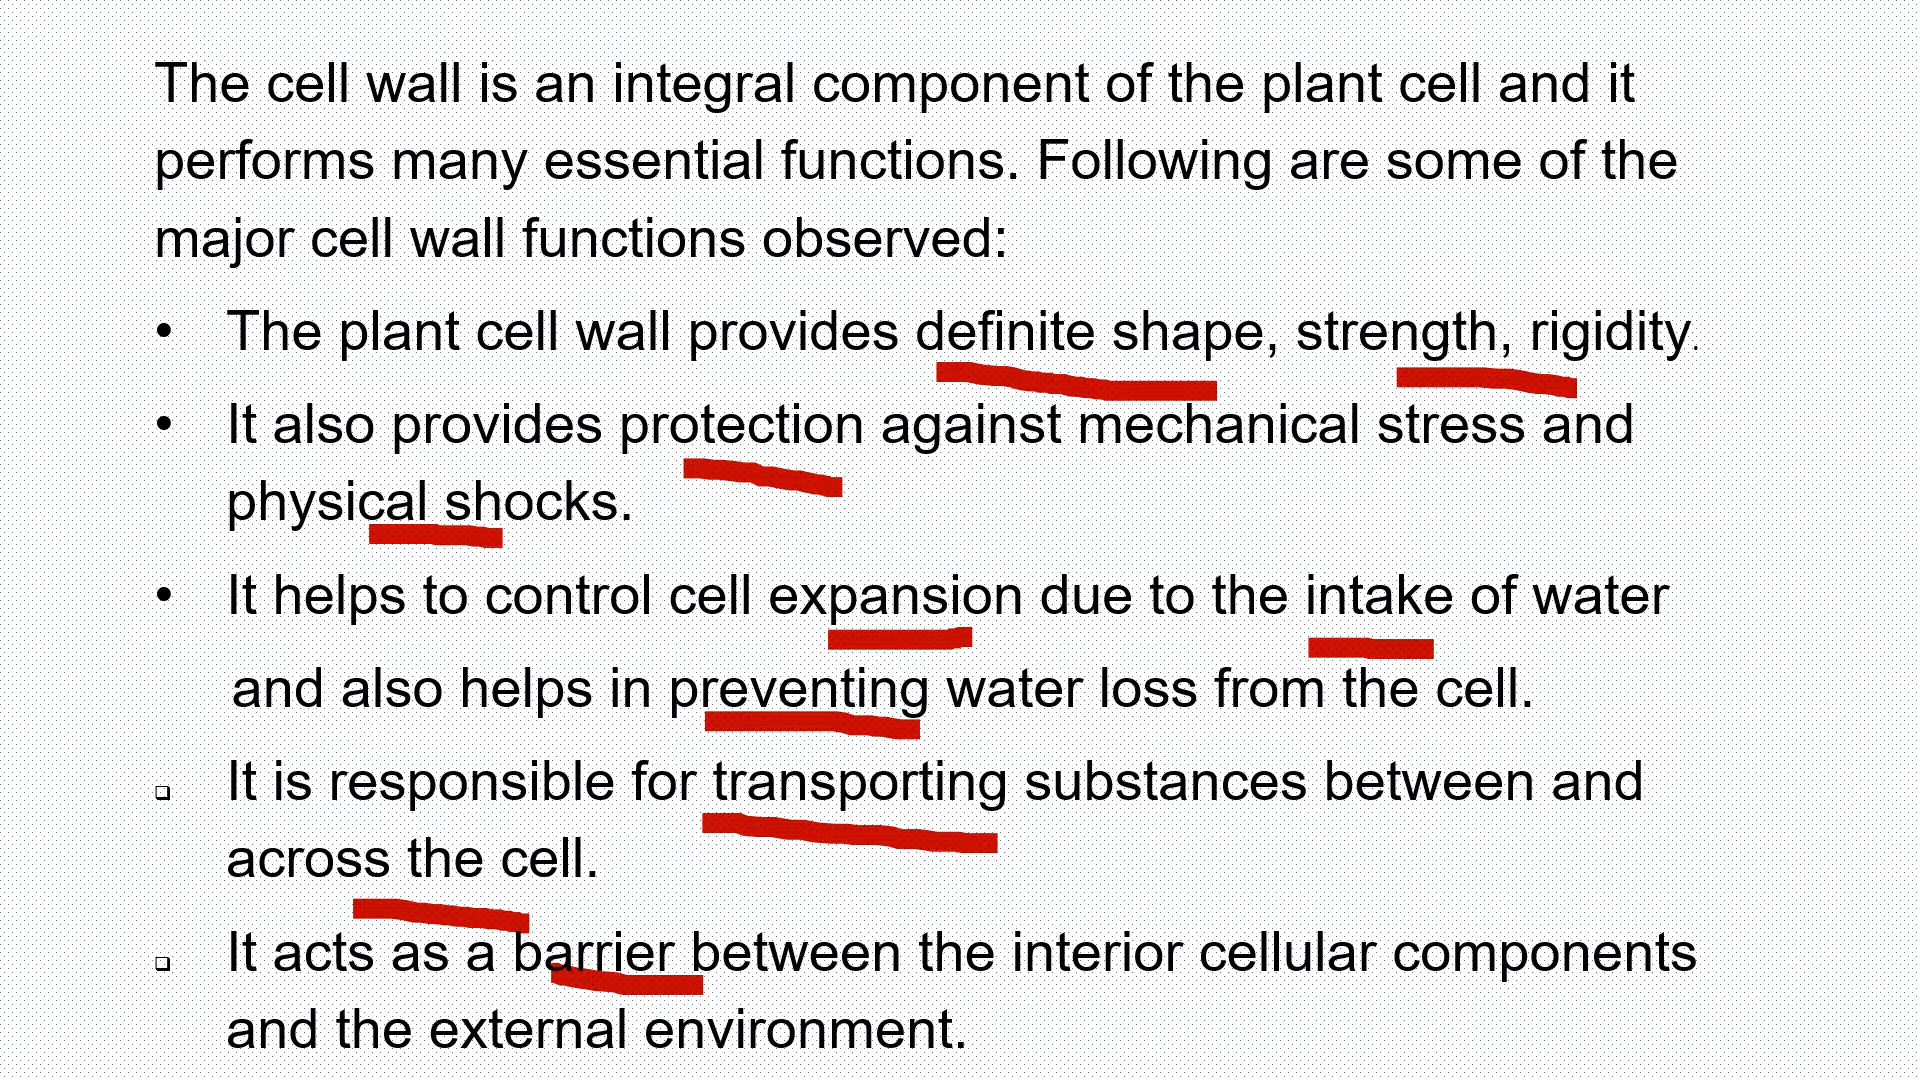 The cell wall is an integral component of the plant cell and it
performs many essential functions. Following are some of the
major cell wall functions observed:
• The plant cell wall provides definite shape, strength, rigidity.
• It also provides protection against mechanical stress and
physical shocks.
• It helps to control cell expansion due to the intake of water
and also helps in preventing water loss from the cell.
❑ It is responsible for transporting substances between and
across the cell.
❑ It acts as a barrier between the interior cellular components
and the external environment.